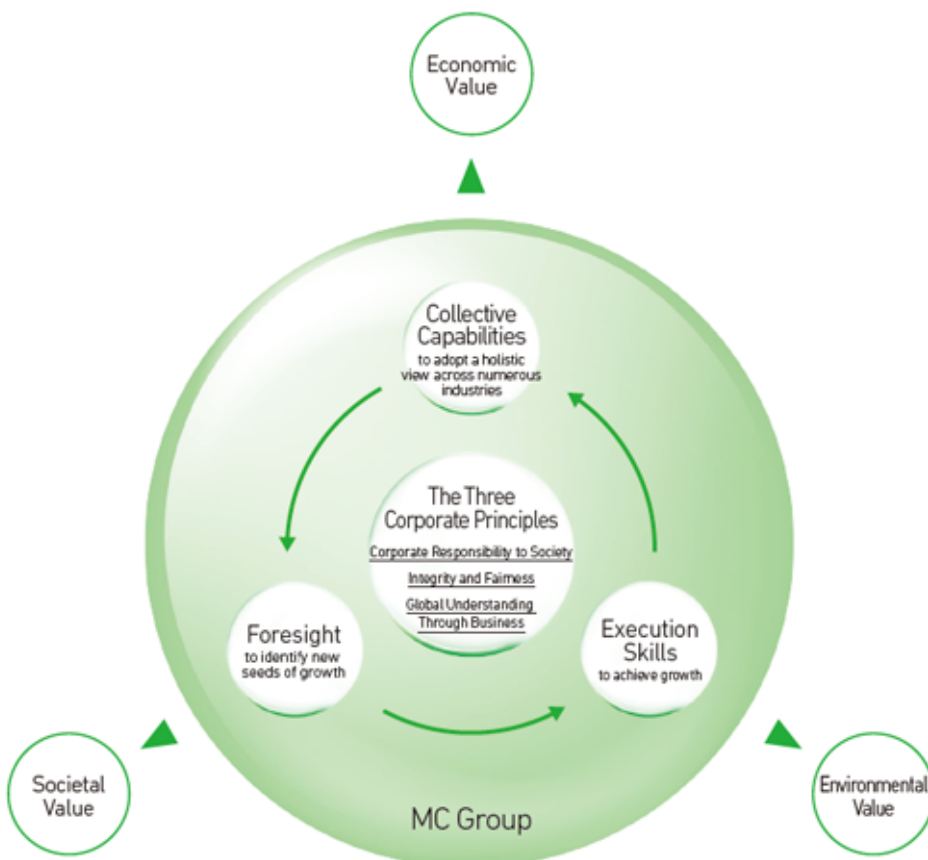 Economic
Value
Collective
Capabilities
to adopt a holistic
view across numerous
industries
The Three
Corporate Principles
Corporate Responsibility to Society
Integrity and Fairness
Global Understanding
Through Business
Foresight
to identify new
seeds of growth
Execution
Skills
to achieve growth
Societal
Value
Environmental
Value
MC Group